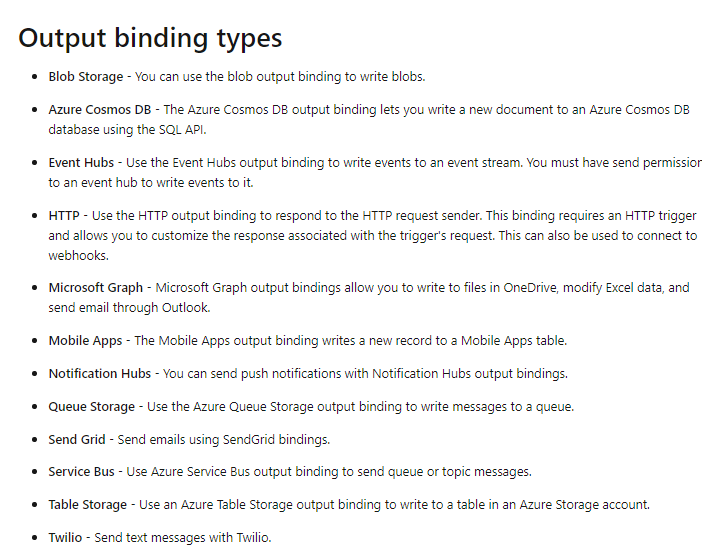 Output binding types
• Blob Storage - You can use the blob output binding to write blobs.
• Azure Cosmos DB - The Azure Cosmos DB output binding lets you write a new document to an Azure Cosmos DB
database using the SQL API.
• Event Hubs - Use the Event Hubs output binding to write events to an event stream. You must have send permission
to an event hub to write events to it.
• HTTP - Use the HTTP output binding to respond to the HTTP request sender. This binding requires an HTTP trigger
and allows you to customize the response associated with the trigger's request. This can also be used to connect to
webhooks.
• Microsoft Graph - Microsoft Graph output bindings allow you to write to files in OneDrive, modify Excel data, and
send email through Outlook.
• Mobile Apps - The Mobile Apps output binding writes a new record to a Mobile Apps table.
• Notification Hubs - You can send push notifications with Notification Hubs output bindings.
• Queue Storage - Use the Azure Queue Storage output binding to write messages to a queue.
• Send Grid - Send emails using SendGrid bindings.
• Service Bus - Use Azure Service Bus output binding to send queue or topic messages.
• Table Storage - Use an Azure Table Storage output binding to write to a table in an Azure Storage account.
• Twilio - Send text messages with Twilio.